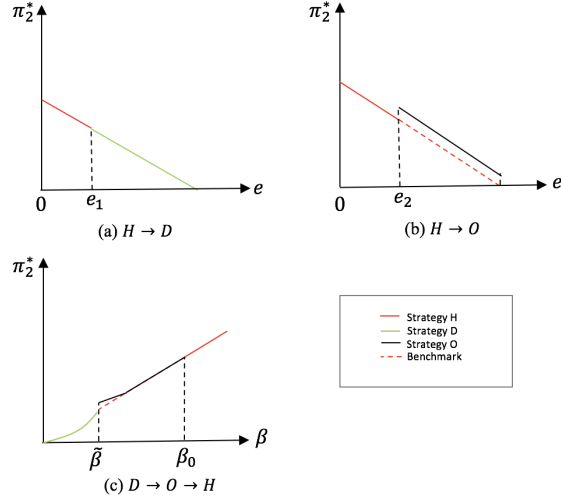 π₂*
0
e₁
e
(a) H → D
π₂*
0
e₂
e
(b) H → O
π₂*
β̃
β₀
β
(c) D → O → H
Strategy H
Strategy D
Strategy O
Benchmark